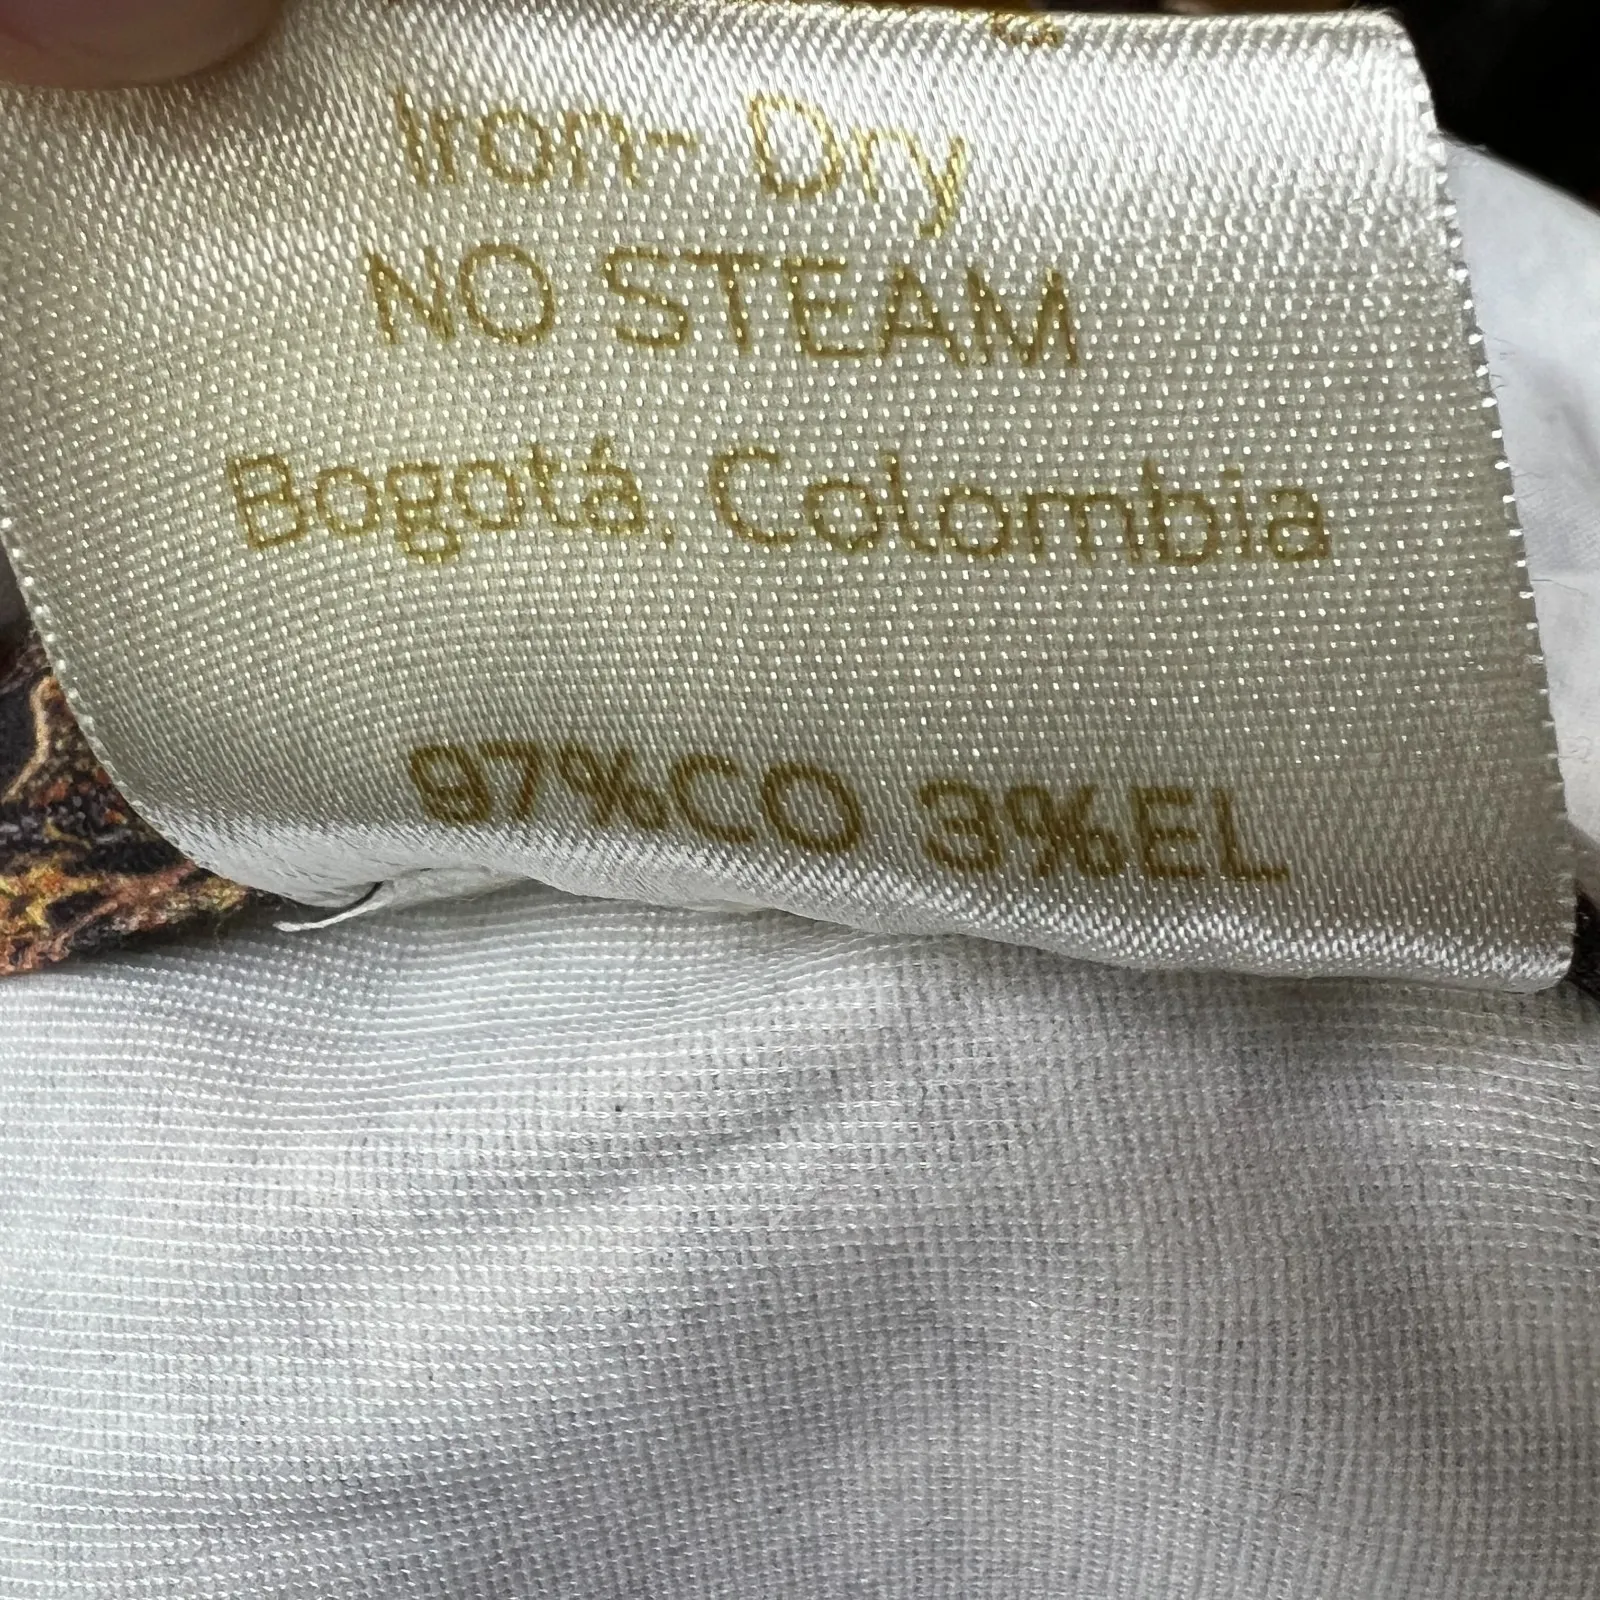 Iron- Dry
NO STEAM
Bogotá, Colombia
97%CO 3%EL